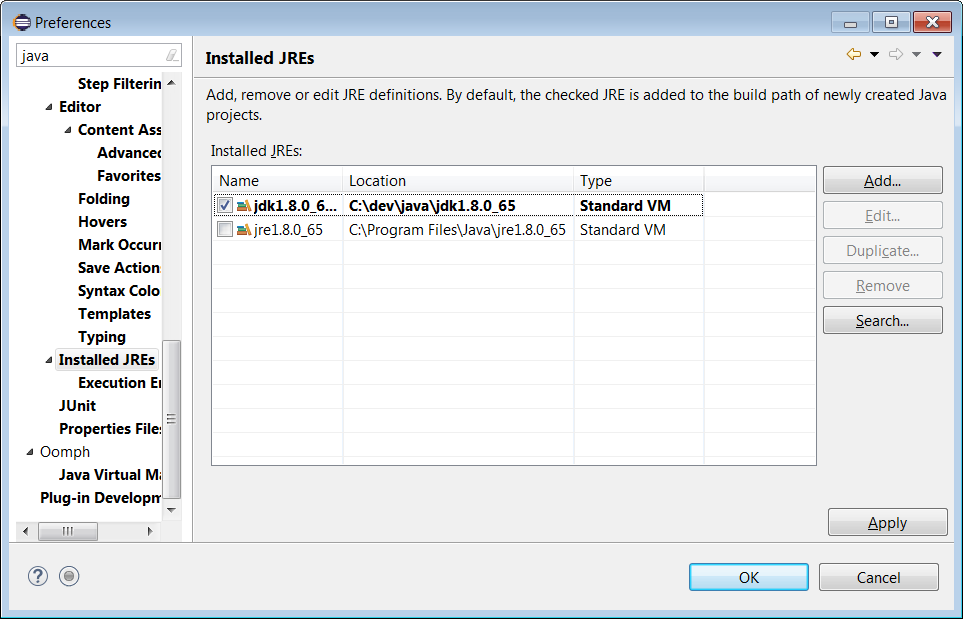 Preferences
java
Step Filterin
Editor
Content Ass
Advanced
Favorites
Folding
Hovers
Mark Occurr
Save Action
Syntax Colo
Templates
Typing
Installed JREs
Execution E
JUnit
Properties File
Oomph
Java Virtual Ma
Plug-in Developm
Installed JREs
Add, remove or edit JRE definitions. By default, the checked JRE is added to the build path of newly created Java
projects.
Installed JREs:
Name Location Type
jdk1.8.0_6... C:\dev\java\jdk1.8.0_65 Standard VM
jre1.8.0_65 C:\Program Files\Java\jre1.8.0_65 Standard VM
Add...
Edit...
Duplicate...
Remove
Search...
Apply
OK Cancel